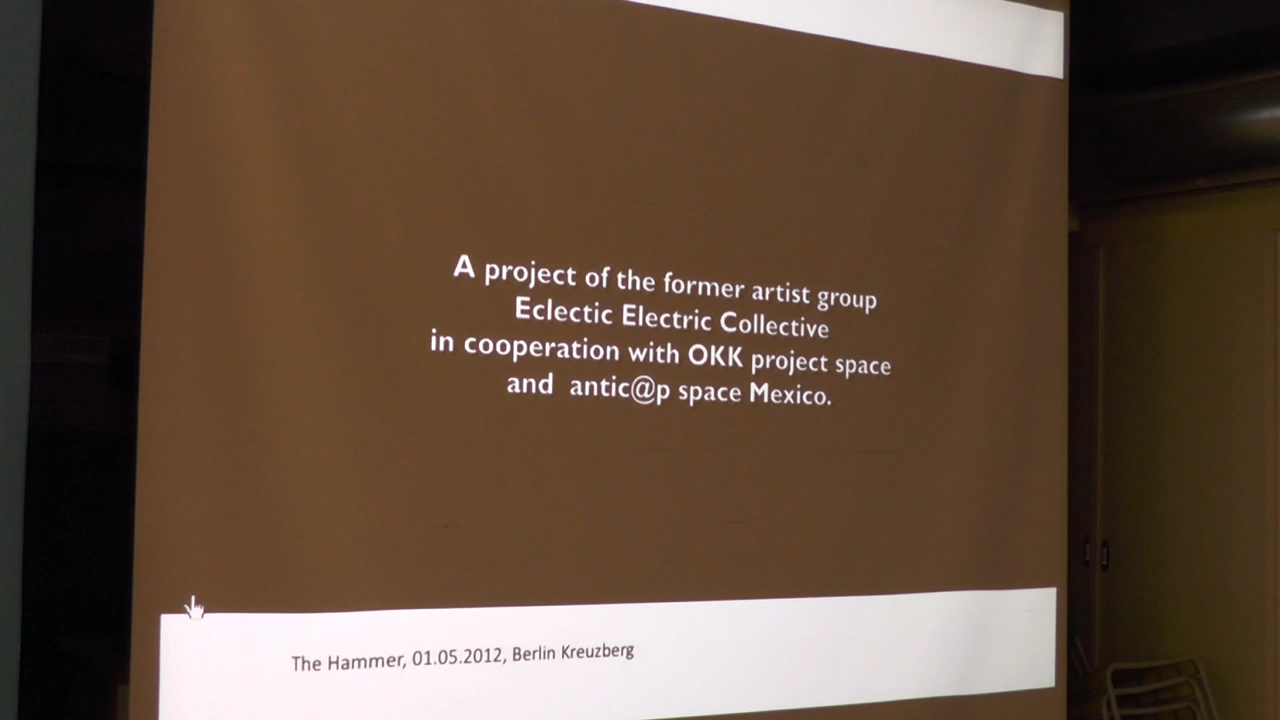 A project of the former artist group
Eclectic Electric Collective
in cooperation with OKK project space
and antic@p space Mexico.
The Hammer, 01.05.2012, Berlin Kreuzberg